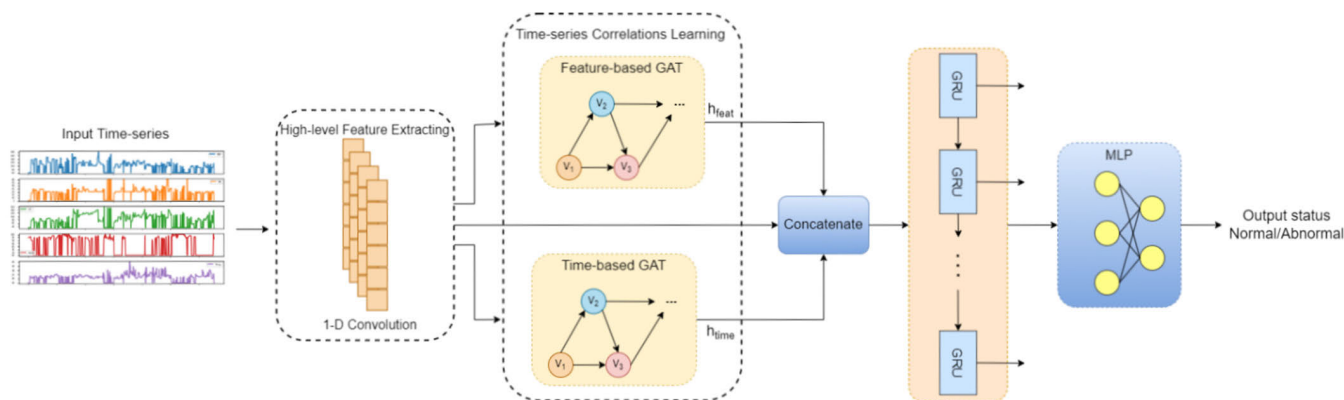 Input Time-series
High-level Feature Extracting
1-D Convolution
Time-series Correlations Learning
Feature-based GAT
V1
V2
V3
...
hfeat
Time-based GAT
V1
V2
V3
...
htime
Concatenate
GRU
GRU
GRU
MLP
Output status
Normal/Abnormal